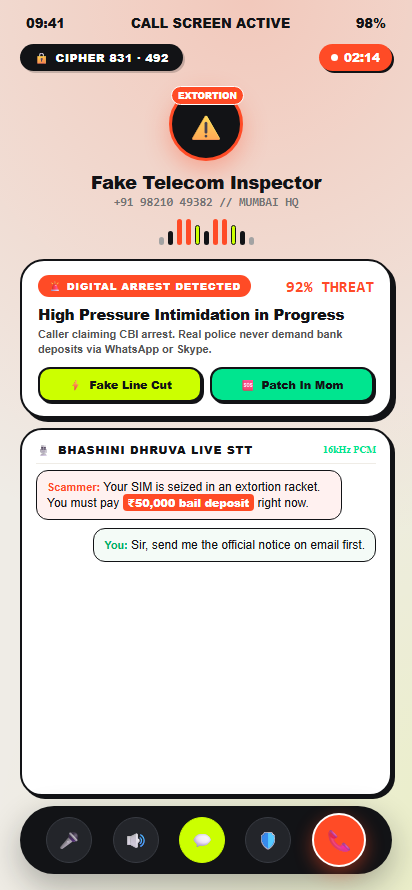 09:41 CALL SCREEN ACTIVE 98%
CIPHER 831 · 492 02:14
EXTORTION
Fake Telecom Inspector
+91 98210 49382 // MUMBAI HQ
DIGITAL ARREST DETECTED 92% THREAT
High Pressure Intimidation in Progress
Caller claiming CBI arrest. Real police never demand bank
deposits via WhatsApp or Skype.
Fake Line Cut SOS Patch In Mom
BHASHINI DHRUVA LIVE STT 16kHz PCM
Scammer: Your SIM is seized in an extortion racket.
You must pay ₹50,000 bail deposit right now.
You: Sir, send me the official notice on email first.